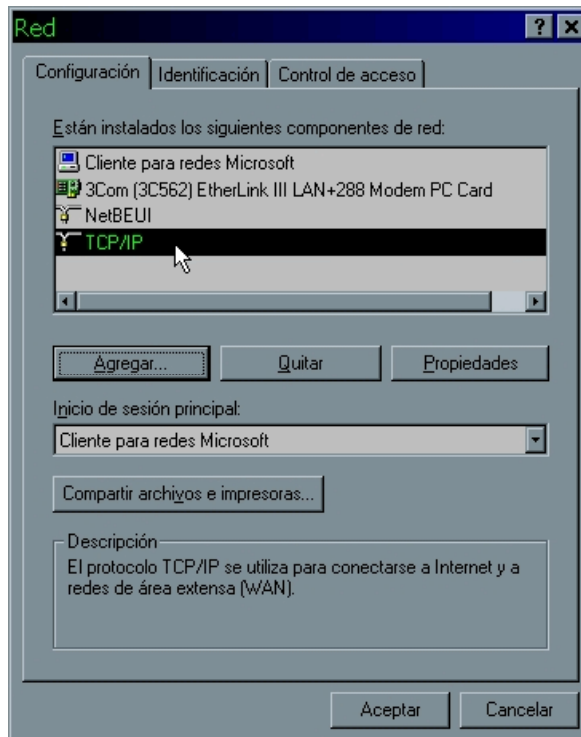 Red
Configuración Identificación Control de acceso
Están instalados los siguientes componentes de red:
Cliente para redes Microsoft
3Com (3C562) EtherLink III LAN+288 Modem PC Card
NetBEUI
TCP/IP
Agregar... Quitar Propiedades
Inicio de sesión principal:
Cliente para redes Microsoft
Compartir archivos e impresoras...
Descripción
El protocolo TCP/IP se utiliza para conectarse a Internet y a
redes de área extensa (WAN).
Aceptar Cancelar